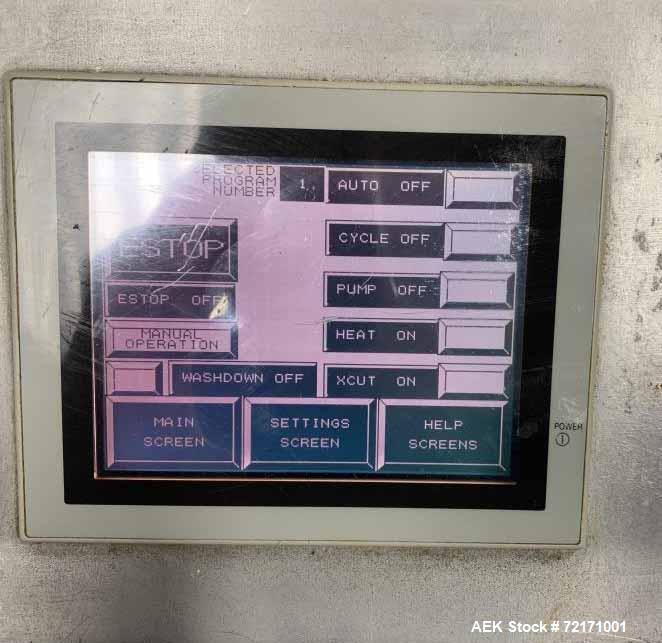 SELECTED
PROGRAM
NUMBER
1
AUTO OFF
ESTOP
CYCLE OFF
ESTOP OFF
PUMP OFF
MANUAL
OPERATION
HEAT ON
WASHDOWN OFF
XCUT ON
MAIN
SCREEN
SETTINGS
SCREEN
HELP
SCREENS
POWER
AEK Stock # 72171001